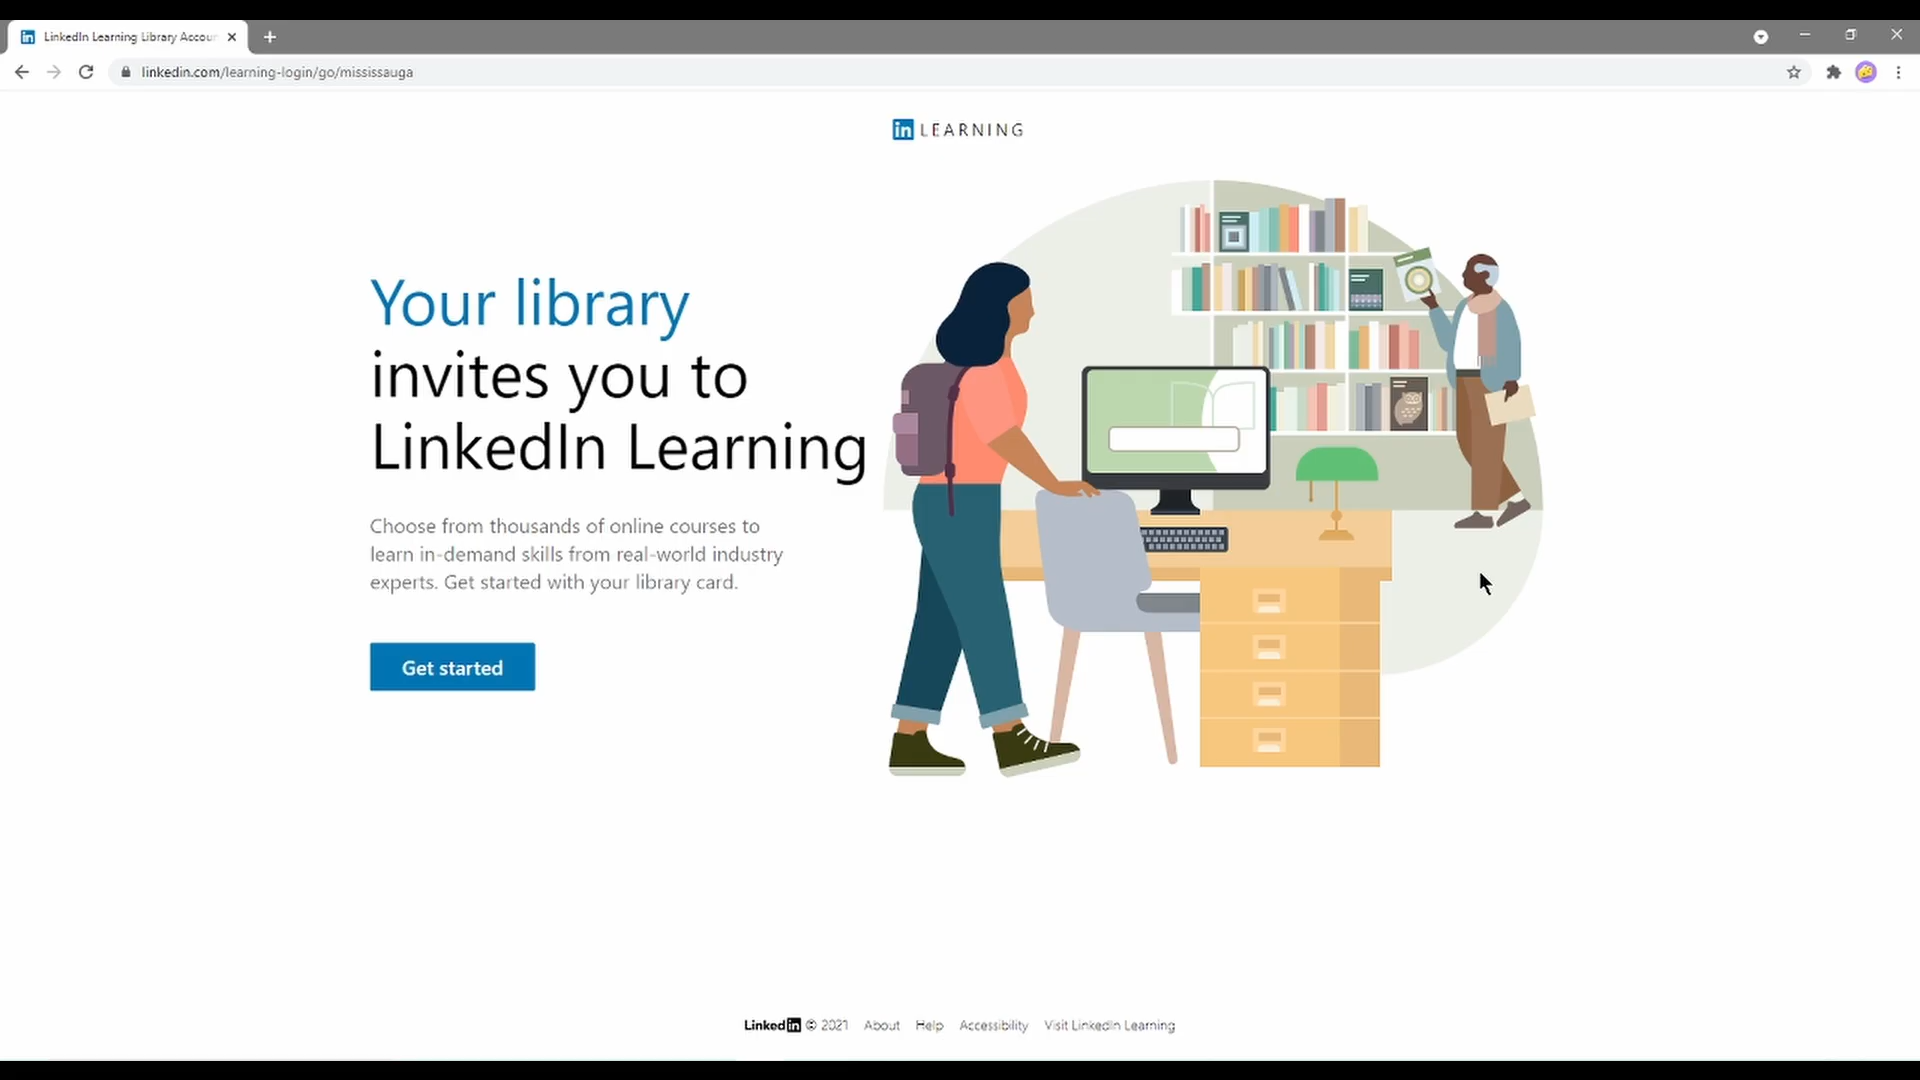 LinkedIn Learning Library Accoun
linkedin.com/learning-login/go/mississauga
in LEARNING
Your library
invites you to
LinkedIn Learning
Choose from thousands of online courses to
learn in-demand skills from real-world industry
experts. Get started with your library card.
Get started
Linked in © 2021 About Help Accessibility Visit LinkedIn Learning